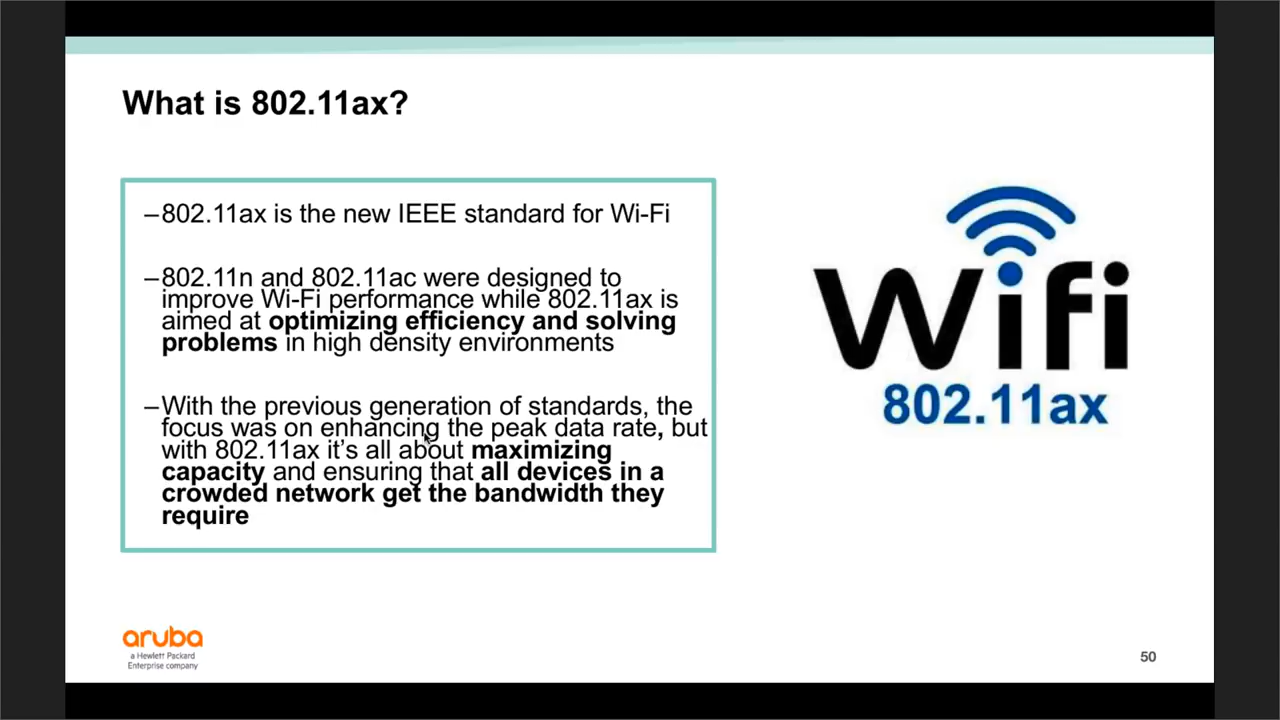 What is 802.11ax?
–802.11ax is the new IEEE standard for Wi-Fi
–802.11n and 802.11ac were designed to
improve Wi-Fi performance while 802.11ax is
aimed at optimizing efficiency and solving
problems in high density environments
–With the previous generation of standards, the
focus was on enhancing the peak data rate, but
with 802.11ax it's all about maximizing
capacity and ensuring that all devices in a
crowded network get the bandwidth they
require
Wifi
802.11ax
aruba
a Hewlett Packard
Enterprise company
50